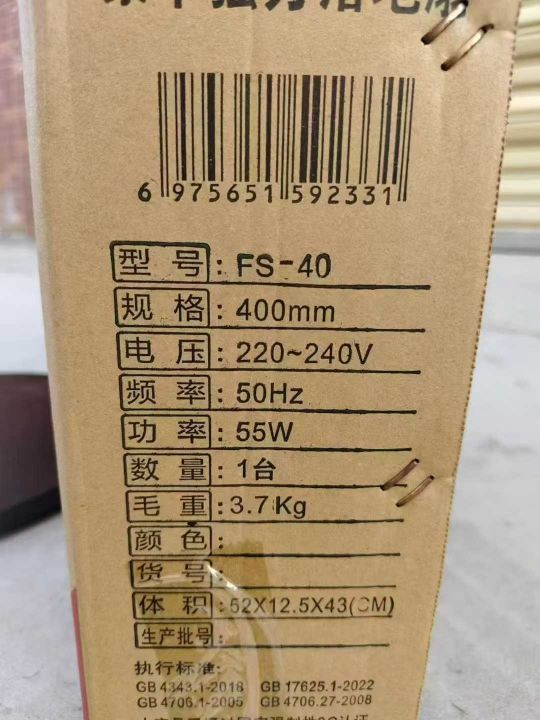 6 975651 592331
型号: FS-40
规格: 400mm
电压: 220~240V
频率: 50Hz
功率: 55W
数量: 1台
毛重: 3.7Kg
颜色:
货号:
体积: 52X12.5X43(CM)
生产批号:
执行标准:
GB 4343.1-2018 GB 17625.1-2022
GB 4706.1-2005 GB 4706.27-2008